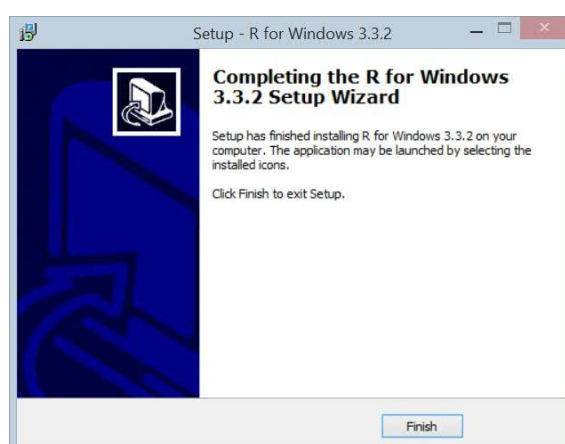 Setup - R for Windows 3.3.2
Completing the R for Windows
3.3.2 Setup Wizard
Setup has finished installing R for Windows 3.3.2 on your
computer. The application may be launched by selecting the
installed icons.
Click Finish to exit Setup.
Finish